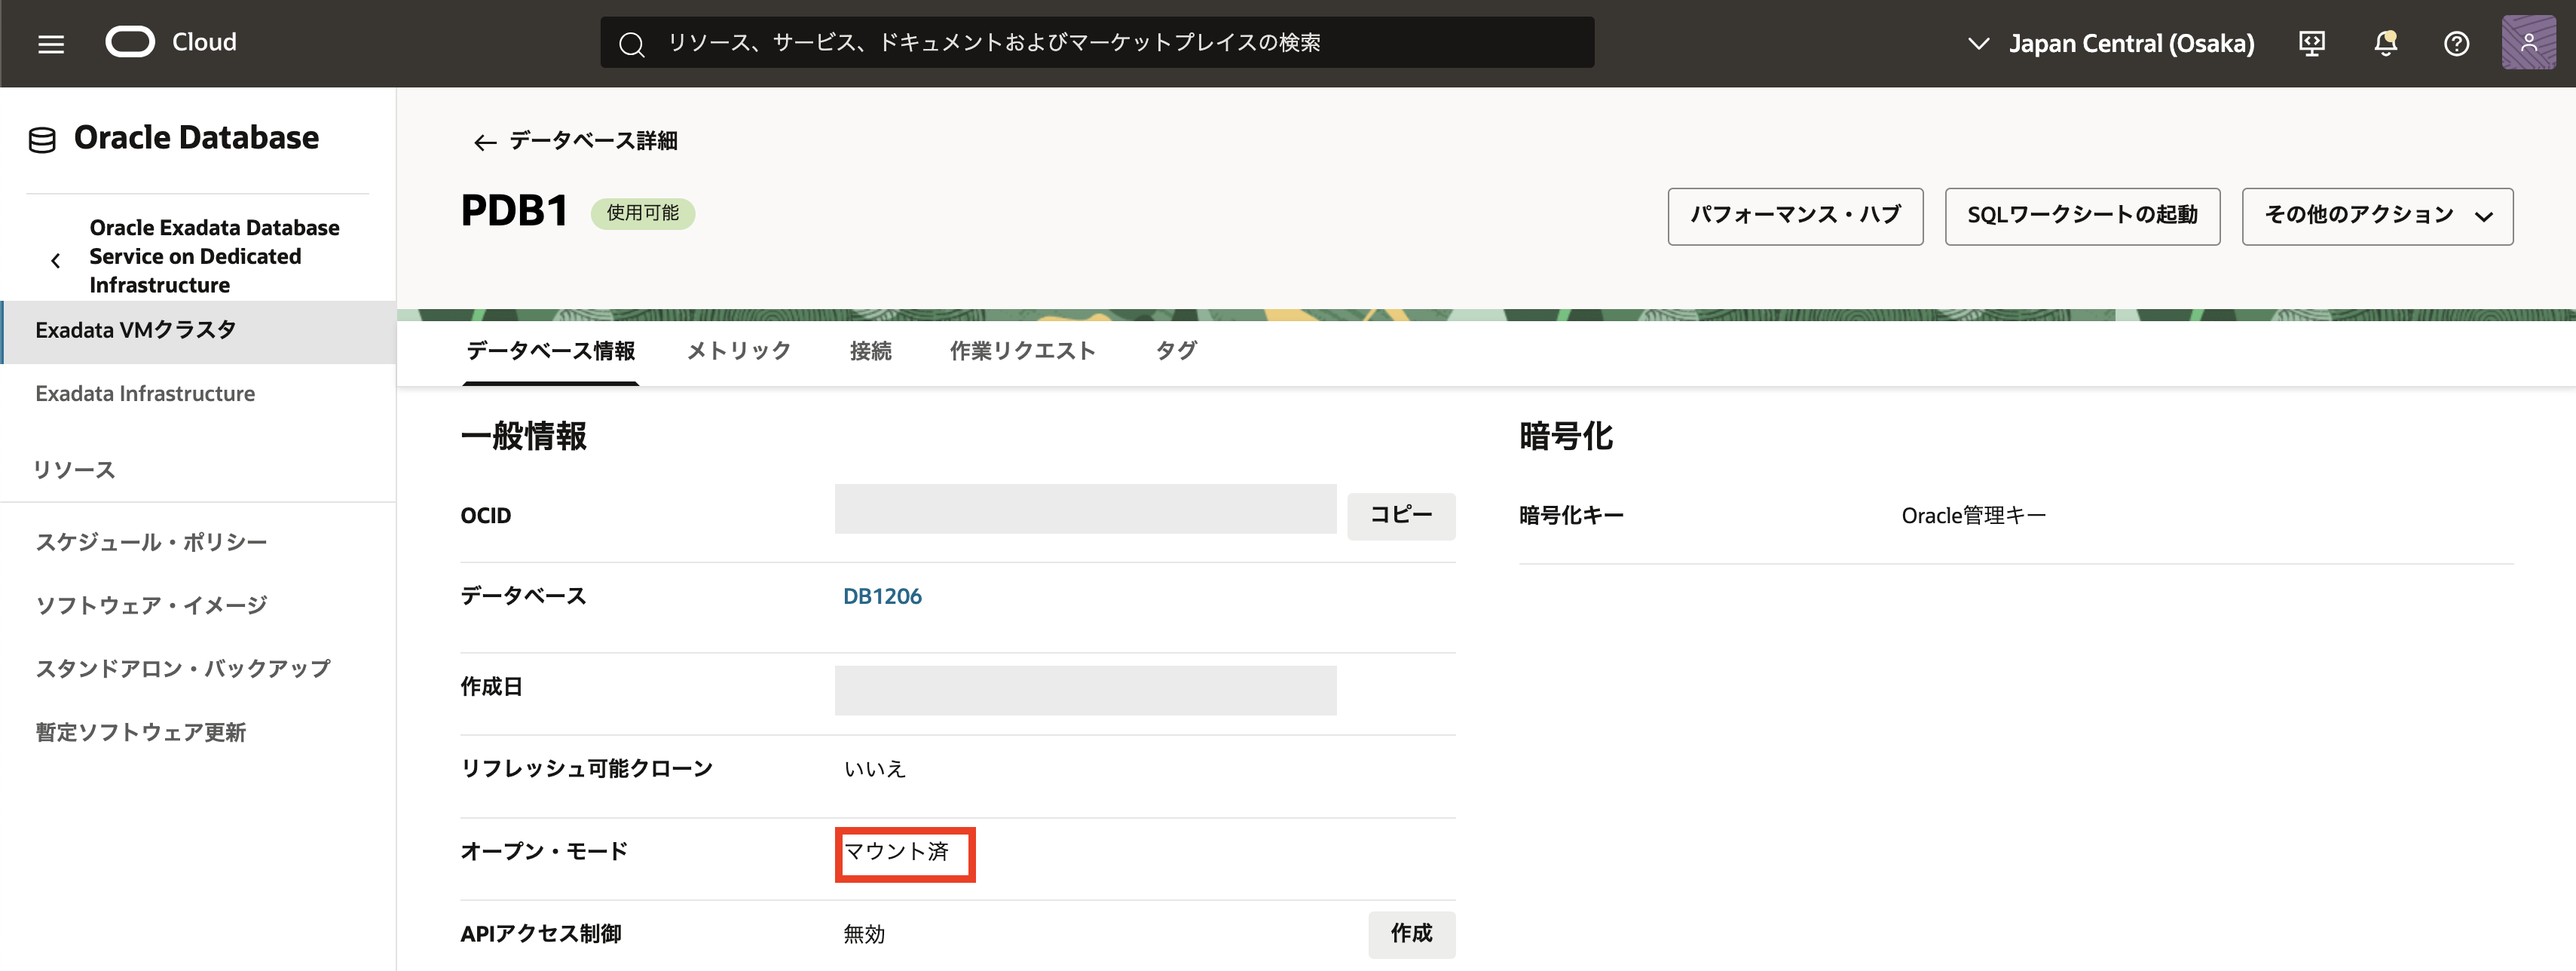 Cloud
リソース、サービス、ドキュメントおよびマーケットプレイスの検索
Japan Central (Osaka)
Oracle Database
Oracle Exadata Database
Service on Dedicated
Infrastructure
Exadata VMクラスタ
Exadata Infrastructure
リソース
スケジュール・ポリシー
ソフトウェア・イメージ
スタンドアロン・バックアップ
暫定ソフトウェア更新
データベース詳細
PDB1
使用可能
パフォーマンス・ハブ
SQLワークシートの起動
その他のアクション
データベース情報
メトリック
接続
作業リクエスト
タグ
一般情報
OCID
コピー
データベース
DB1206
作成日
リフレッシュ可能クローン
いいえ
オープン・モード
マウント済
APIアクセス制御
無効
作成
暗号化
暗号化キー
Oracle管理キー